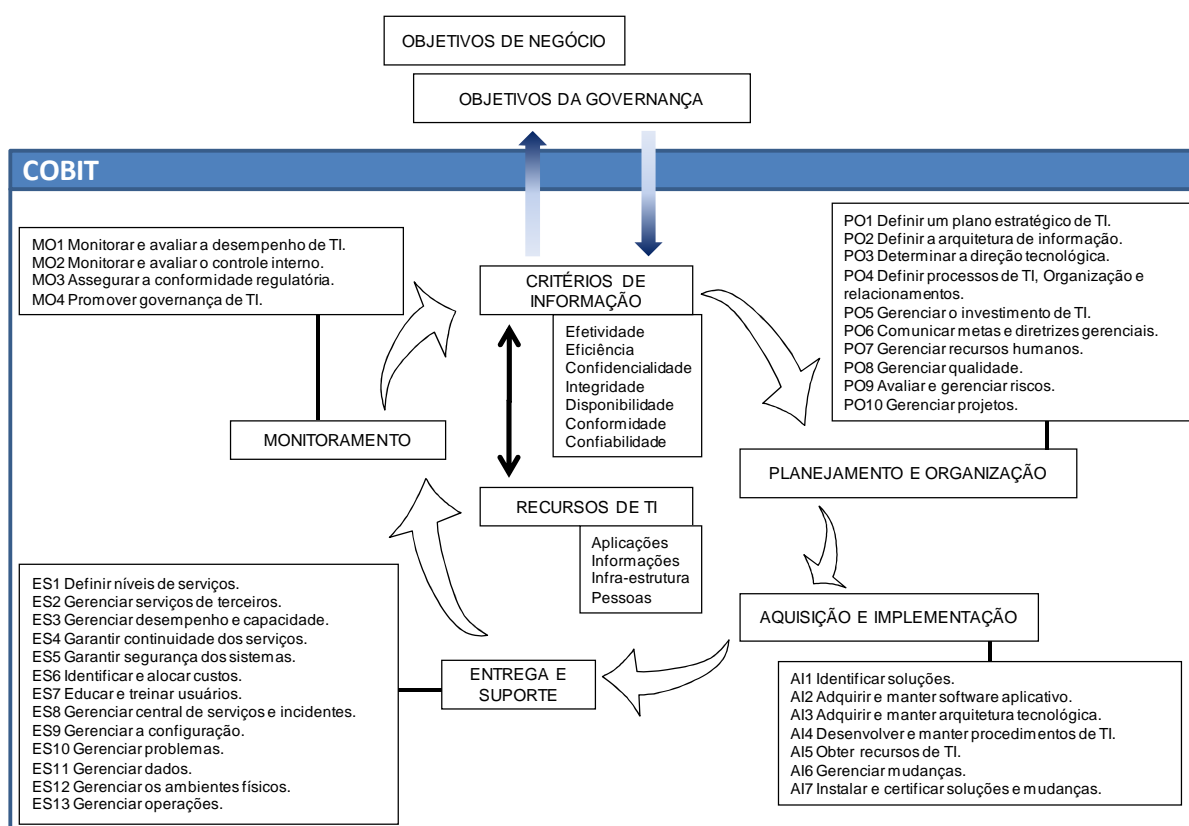 OBJETIVOS DE NEGÓCIO
OBJETIVOS DA GOVERNANÇA
COBIT
MO1 Monitorar e avaliar a desempenho de TI.
MO2 Monitorar e avaliar o controle interno.
MO3 Assegurar a conformidade regulatória.
MO4 Promover governança de TI.
CRITÉRIOS DE
INFORMAÇÃO
Efetividade
Eficiência
Confidencialidade
Integridade
Disponibilidade
Conformidade
Confiabilidade
PO1 Definir um plano estratégico de TI.
PO2 Definir a arquitetura de informação.
PO3 Determinar a direção tecnológica.
PO4 Definir processos de TI, Organização e
relacionamentos.
PO5 Gerenciar o investimento de TI.
PO6 Comunicar metas e diretrizes gerenciais.
PO7 Gerenciar recursos humanos.
PO8 Gerenciar qualidade.
PO9 Avaliar e gerenciar riscos.
PO10 Gerenciar projetos.
MONITORAMENTO
PLANEJAMENTO E ORGANIZAÇÃO
RECURSOS DE TI
Aplicações
Informações
Infra-estrutura
Pessoas
ES1 Definir níveis de serviços.
ES2 Gerenciar serviços de terceiros.
ES3 Gerenciar desempenho e capacidade.
ES4 Garantir continuidade dos serviços.
ES5 Garantir segurança dos sistemas.
ES6 Identificar e alocar custos.
ES7 Educar e treinar usuários.
ES8 Gerenciar central de serviços e incidentes.
ES9 Gerenciar a configuração.
ES10 Gerenciar problemas.
ES11 Gerenciar dados.
ES12 Gerenciar os ambientes físicos.
ES13 Gerenciar operações.
ENTREGA E
SUPORTE
AQUISIÇÃO E IMPLEMENTAÇÃO
AI1 Identificar soluções.
AI2 Adquirir e manter software aplicativo.
AI3 Adquirir e manter arquitetura tecnológica.
AI4 Desenvolver e manter procedimentos de TI.
AI5 Obter recursos de TI.
AI6 Gerenciar mudanças.
AI7 Instalar e certificar soluções e mudanças.